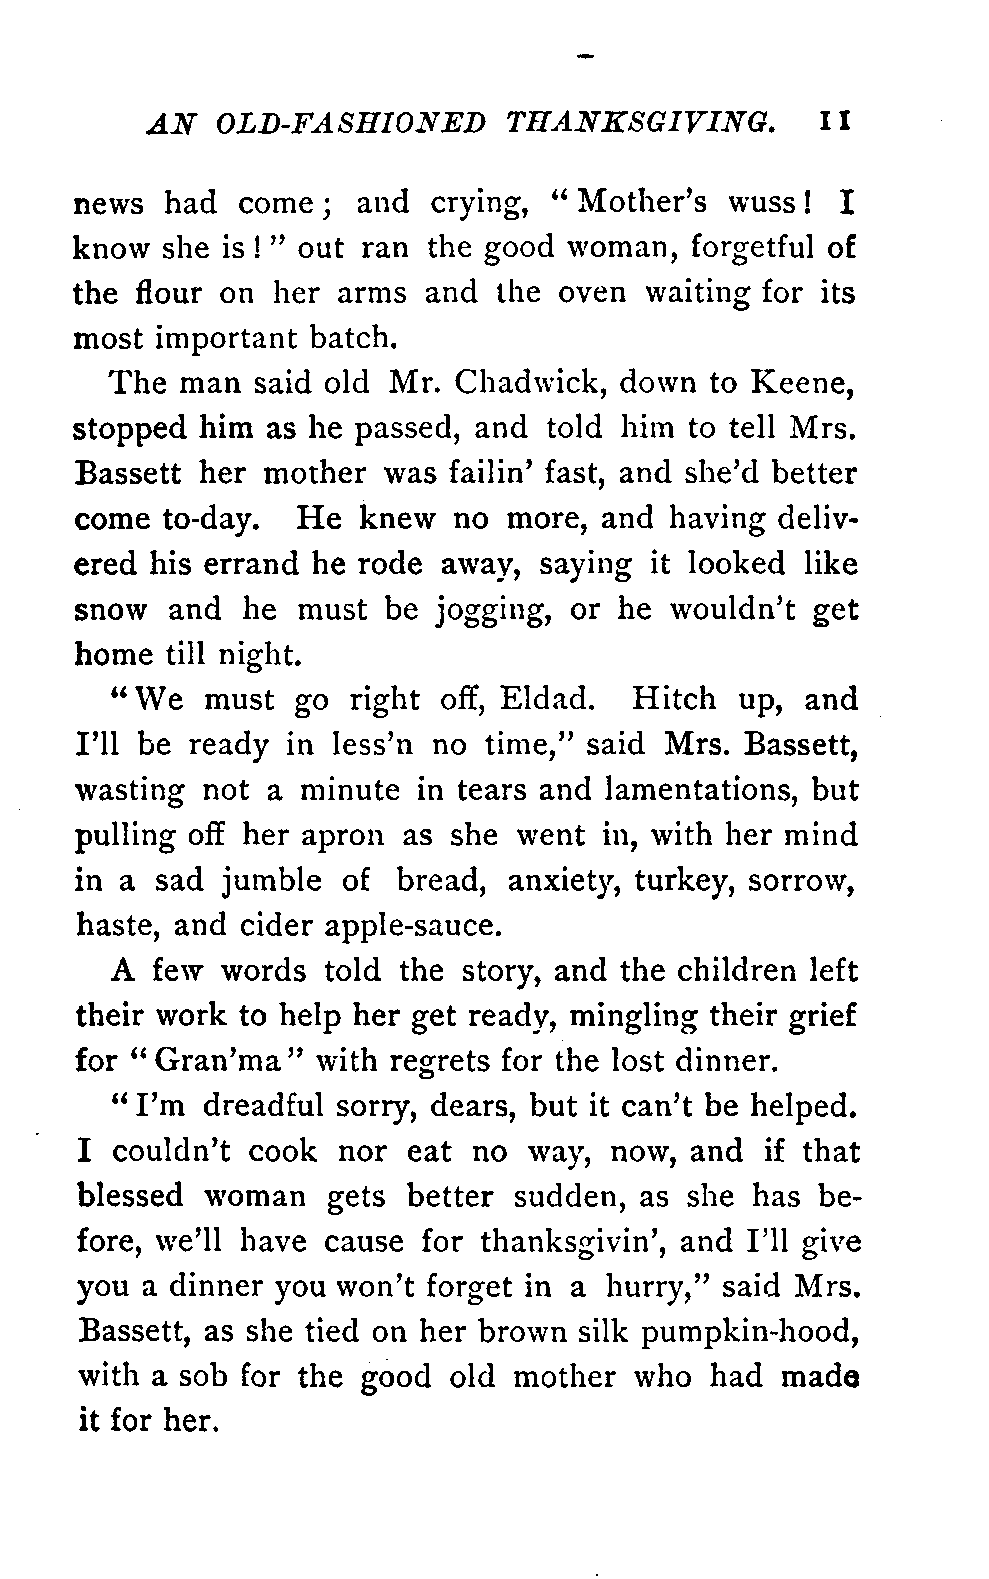 AN OLD-FASHIONED THANKSGIVING. 11
news had come; and crying, "Mother's wuss! I
know she is!" out ran the good woman, forgetful of
the flour on her arms and the oven waiting for its
most important batch.
The man said old Mr. Chadwick, down to Keene,
stopped him as he passed, and told him to tell Mrs.
Bassett her mother was failin' fast, and she'd better
come to-day. He knew no more, and having deliv-
ered his errand he rode away, saying it looked like
snow and he must be jogging, or he wouldn't get
home till night.
"We must go right off, Eldad. Hitch up, and
I'll be ready in less'n no time," said Mrs. Bassett,
wasting not a minute in tears and lamentations, but
pulling off her apron as she went in, with her mind
in a sad jumble of bread, anxiety, turkey, sorrow,
haste, and cider apple-sauce.
A few words told the story, and the children left
their work to help her get ready, mingling their grief
for "Gran'ma" with regrets for the lost dinner.
"I'm dreadful sorry, dears, but it can't be helped.
I couldn't cook nor eat no way, now, and if that
blessed woman gets better sudden, as she has be-
fore, we'll have cause for thanksgivin', and I'll give
you a dinner you won't forget in a hurry," said Mrs.
Bassett, as she tied on her brown silk pumpkin-hood,
with a sob for the good old mother who had made
it for her.